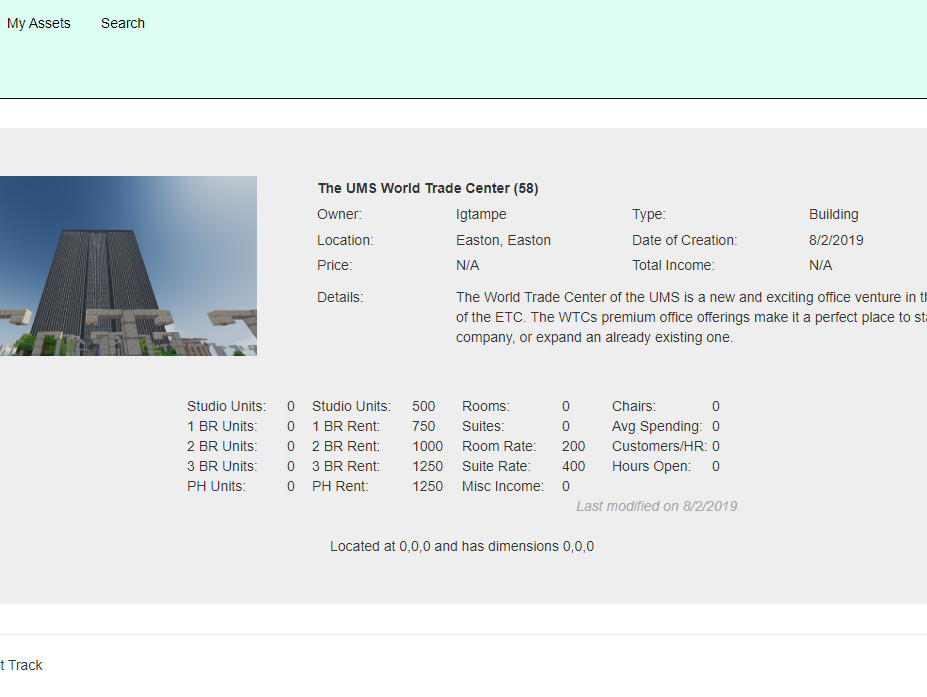 My Assets Search
The UMS World Trade Center (58)
Owner: Igtampe Type: Building
Location: Easton, Easton Date of Creation: 8/2/2019
Price: N/A Total Income: N/A
Details: The World Trade Center of the UMS is a new and exciting office venture in
of the ETC. The WTCs premium office offerings make it a perfect place to
company, or expand an already existing one.
Studio Units: 0 Studio Units: 500 Rooms: 0 Chairs: 0
1 BR Units: 0 1 BR Rent: 750 Suites: 0 Avg Spending: 0
2 BR Units: 0 2 BR Rent: 1000 Room Rate: 200 Customers/HR: 0
3 BR Units: 0 3 BR Rent: 1250 Suite Rate: 400 Hours Open: 0
PH Units: 0 PH Rent: 1250 Misc Income: 0
Last modified on 8/2/2019
Located at 0,0,0 and has dimensions 0,0,0
t Track